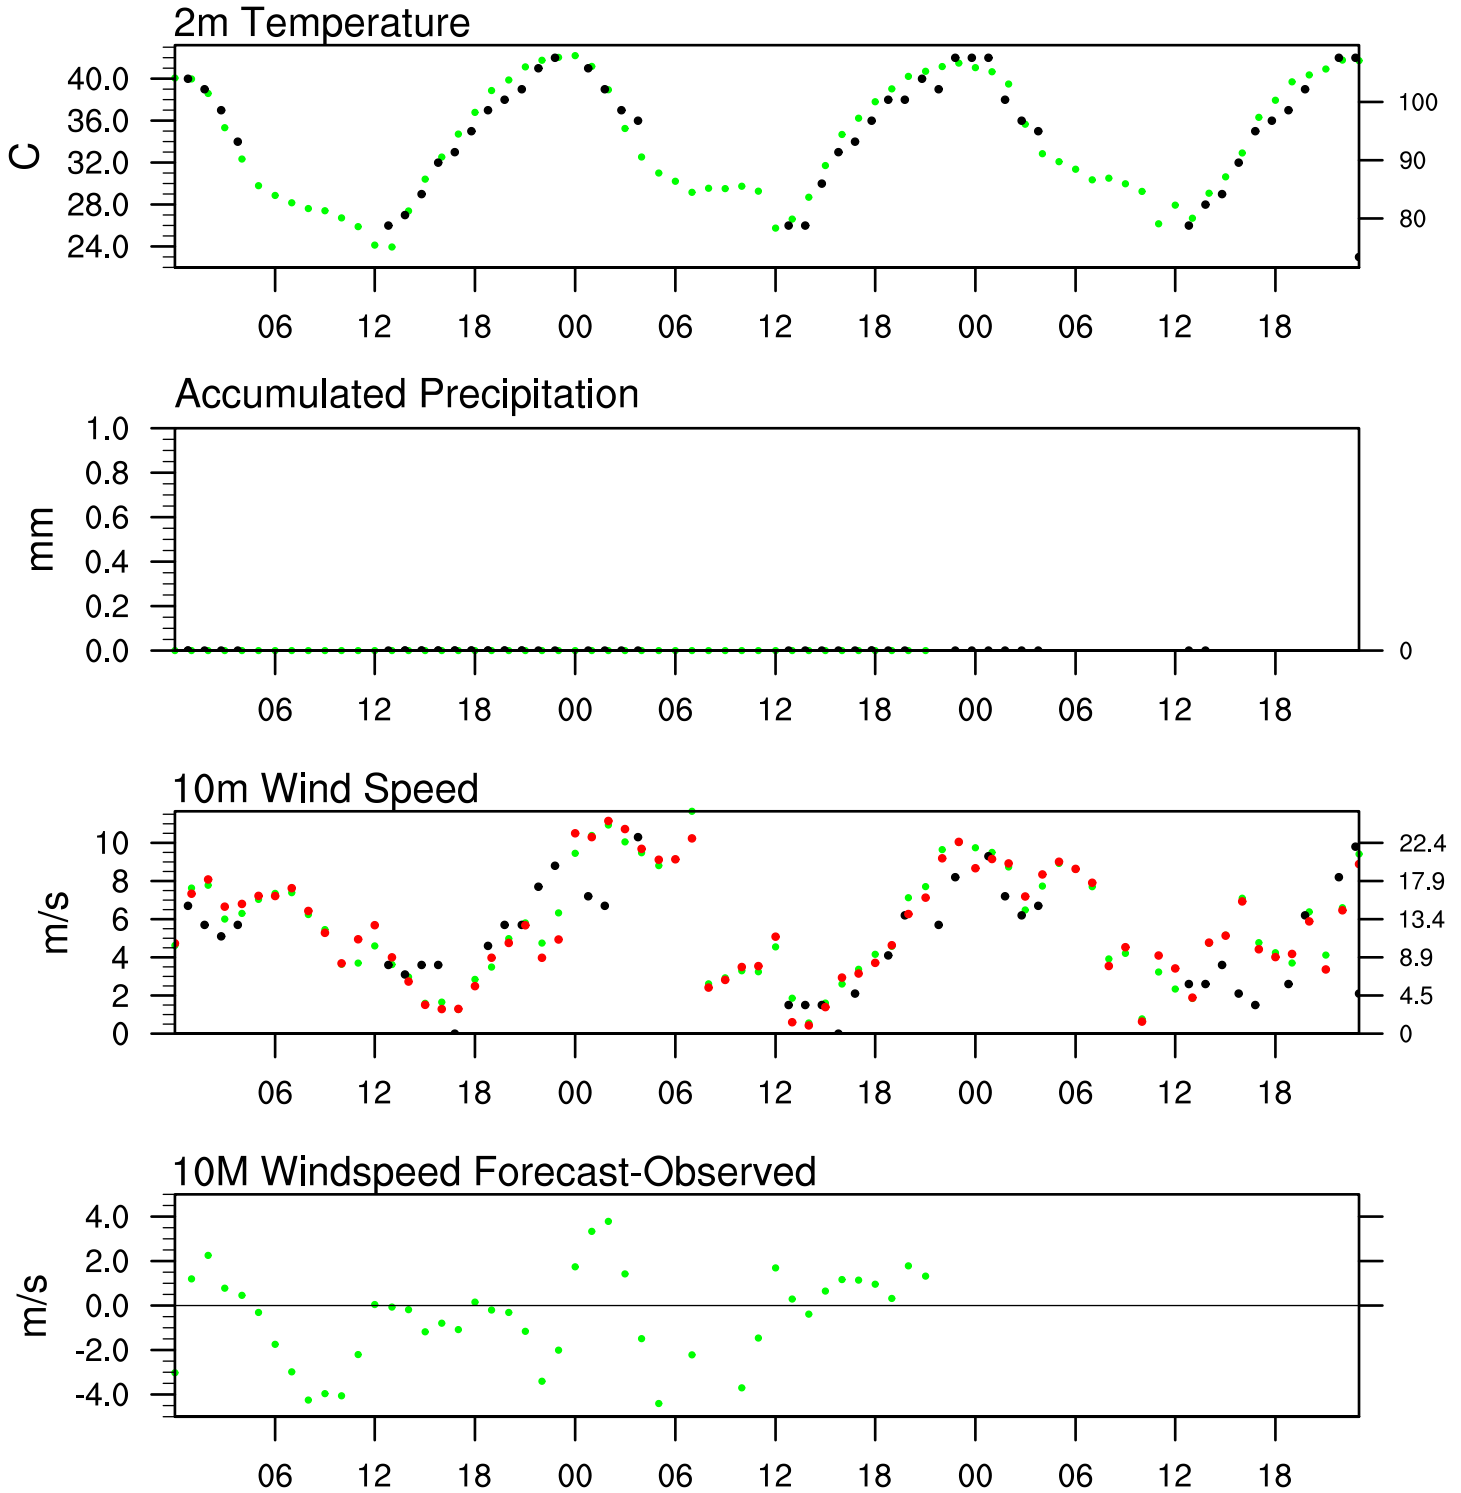 2m Temperature
40.0
36.0
32.0
28.0
24.0
C
100
90
80
06 12 18 00 06 12 18 00 06 12 18
Accumulated Precipitation
1.0
0.8
0.6
0.4
0.2
0.0
mm
0
06 12 18 00 06 12 18 00 06 12 18
10m Wind Speed
10
8
6
4
2
0
m/s
22.4
17.9
13.4
8.9
4.5
0
06 12 18 00 06 12 18 00 06 12 18
10M Windspeed Forecast-Observed
4.0
2.0
0.0
-2.0
-4.0
m/s
06 12 18 00 06 12 18 00 06 12 18